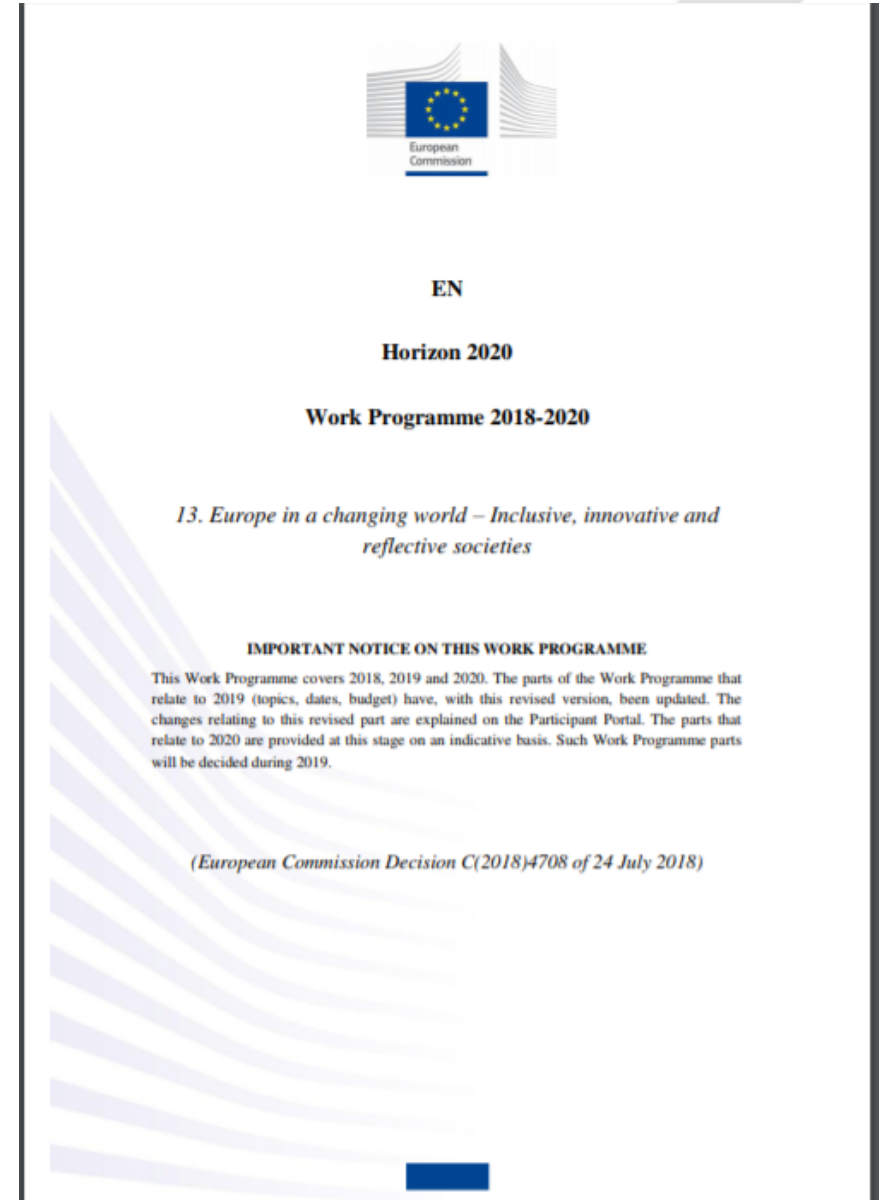 European
Commission
EN
Horizon 2020
Work Programme 2018-2020
13. Europe in a changing world – Inclusive, innovative and
reflective societies
IMPORTANT NOTICE ON THIS WORK PROGRAMME
This Work Programme covers 2018, 2019 and 2020. The parts of the Work Programme that
relate to 2019 (topics, dates, budget) have, with this revised version, been updated. The
changes relating to this revised part are explained on the Participant Portal. The parts that
relate to 2020 are provided at this stage on an indicative basis. Such Work Programme parts
will be decided during 2019.
(European Commission Decision C(2018)4708 of 24 July 2018)